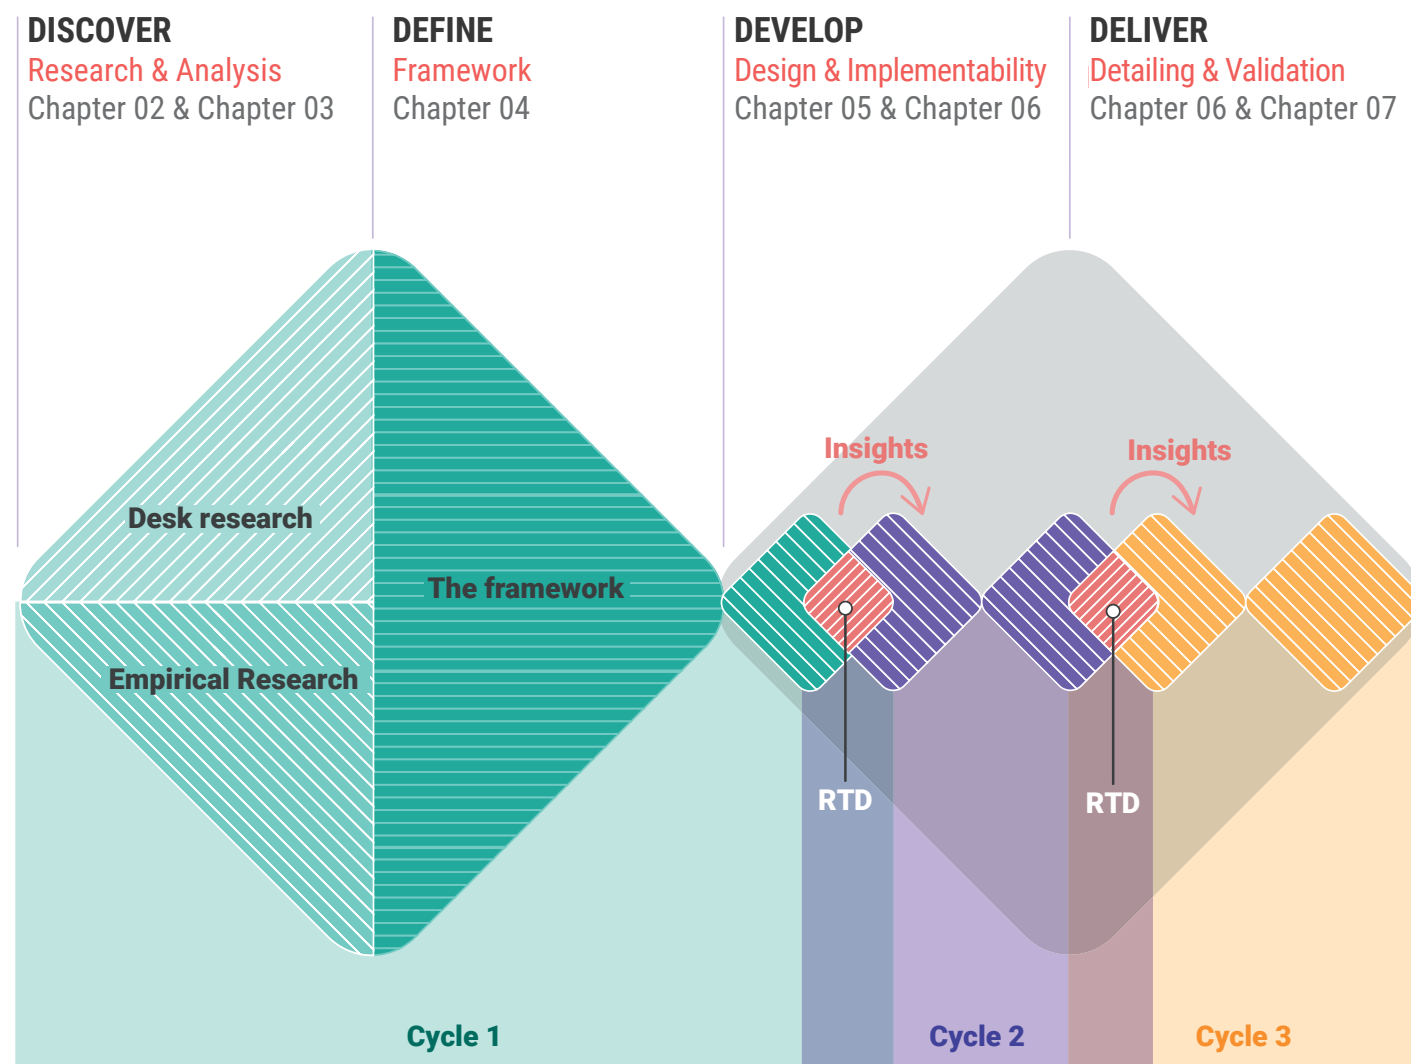 DISCOVER
Research & Analysis
Chapter 02 & Chapter 03
DEFINE
Framework
Chapter 04
DEVELOP
Design & Implementability
Chapter 05 & Chapter 06
DELIVER
Detailing & Validation
Chapter 06 & Chapter 07
Desk research
Empirical Research
The framework
Insights
Insights
RTD
RTD
Cycle 1
Cycle 2
Cycle 3